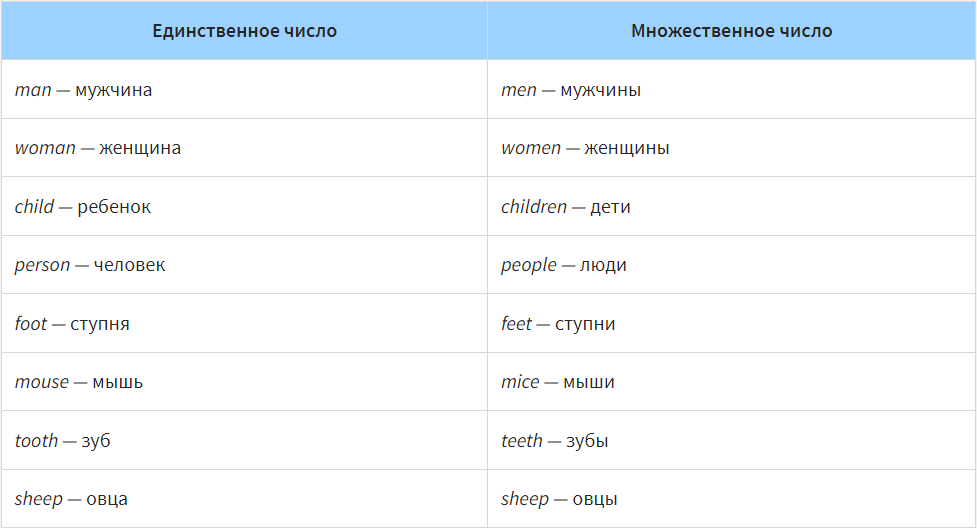 Единственное число Множественное число
man — мужчина men — мужчины
woman — женщина women — женщины
child — ребенок children — дети
person — человек people — люди
foot — ступня feet — ступни
mouse — мышь mice — мыши
tooth — зуб teeth — зубы
sheep — овца sheep — овцы